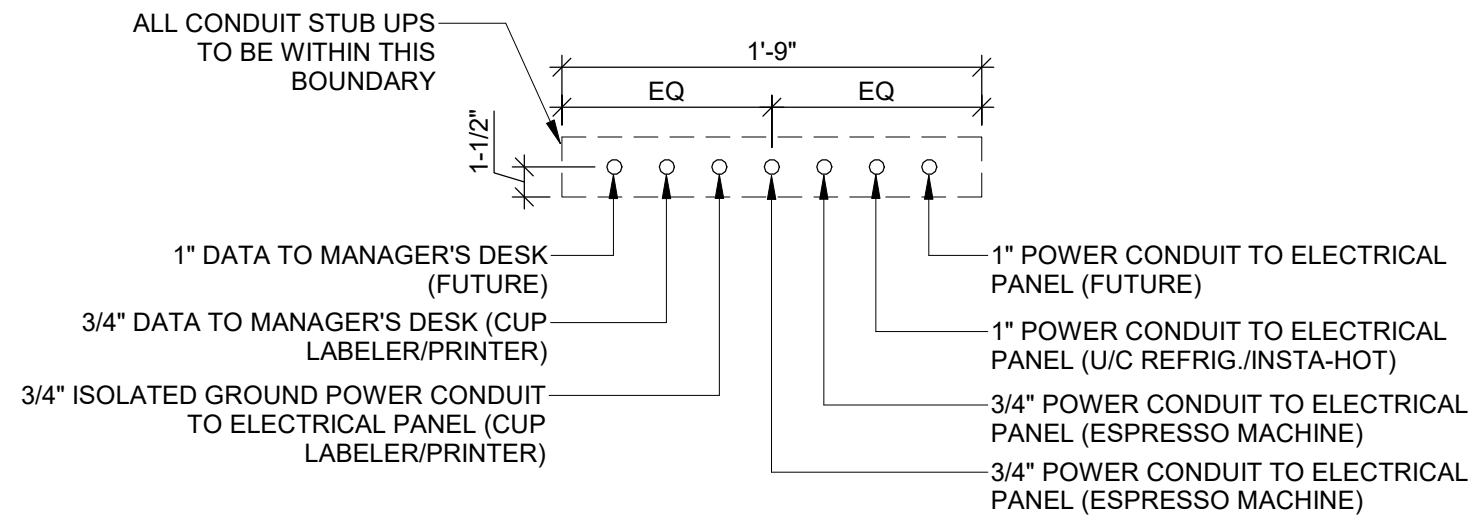 ALL CONDUIT STUB UPS
TO BE WITHIN THIS
BOUNDARY
1'-9"
EQ
EQ
1-1/2"
1" DATA TO MANAGER'S DESK
(FUTURE)
3/4" DATA TO MANAGER'S DESK (CUP
LABELER/PRINTER)
3/4" ISOLATED GROUND POWER CONDUIT
TO ELECTRICAL PANEL (CUP
LABELER/PRINTER)
1" POWER CONDUIT TO ELECTRICAL
PANEL (FUTURE)
1" POWER CONDUIT TO ELECTRICAL
PANEL (U/C REFRIG./INSTA-HOT)
3/4" POWER CONDUIT TO ELECTRICAL
PANEL (ESPRESSO MACHINE)
3/4" POWER CONDUIT TO ELECTRICAL
PANEL (ESPRESSO MACHINE)